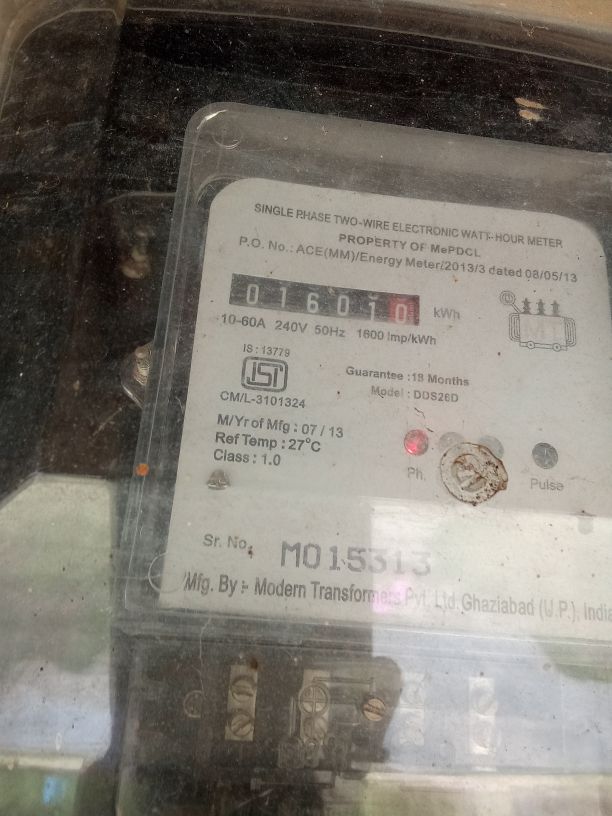 SINGLE PHASE TWO-WIRE ELECTRONIC WATT-HOUR METER
PROPERTY OF MePDCL
P.O. No.: ACE(MM)/Energy Meter/2013/3 dated 08/05/13
016010 kWh
10-60A 240V 50Hz 1600 Imp/kWh
IS : 13779
ISI
CM/L-3101324
Guarantee :18 Months
Model : DDS26D
M/Yr of Mfg : 07 / 13
Ref Temp : 27°C
Class : 1.0
Ph.
Pulse
MT
Sr. No. M015313
Mfg. By :- Modern Transformers Pvt. Ltd. Ghaziabad (U.P.), India